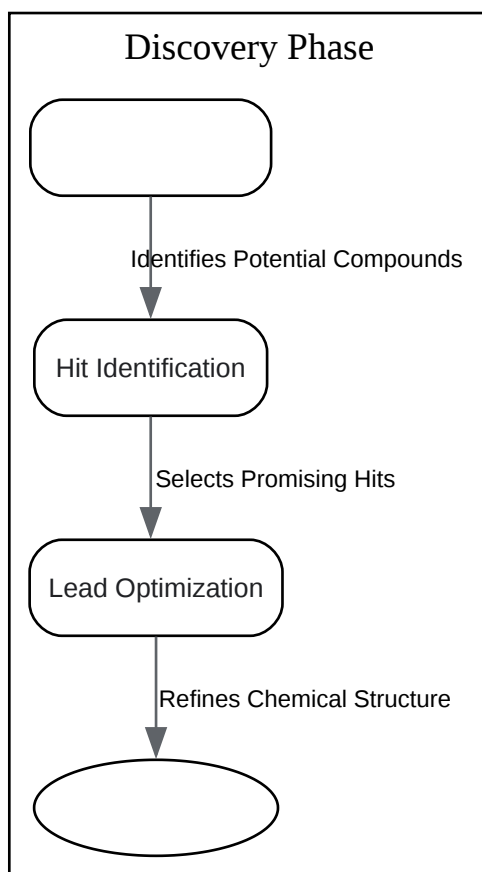 Discovery Phase
Identifies Potential Compounds
Hit Identification
Selects Promising Hits
Lead Optimization
Refines Chemical Structure